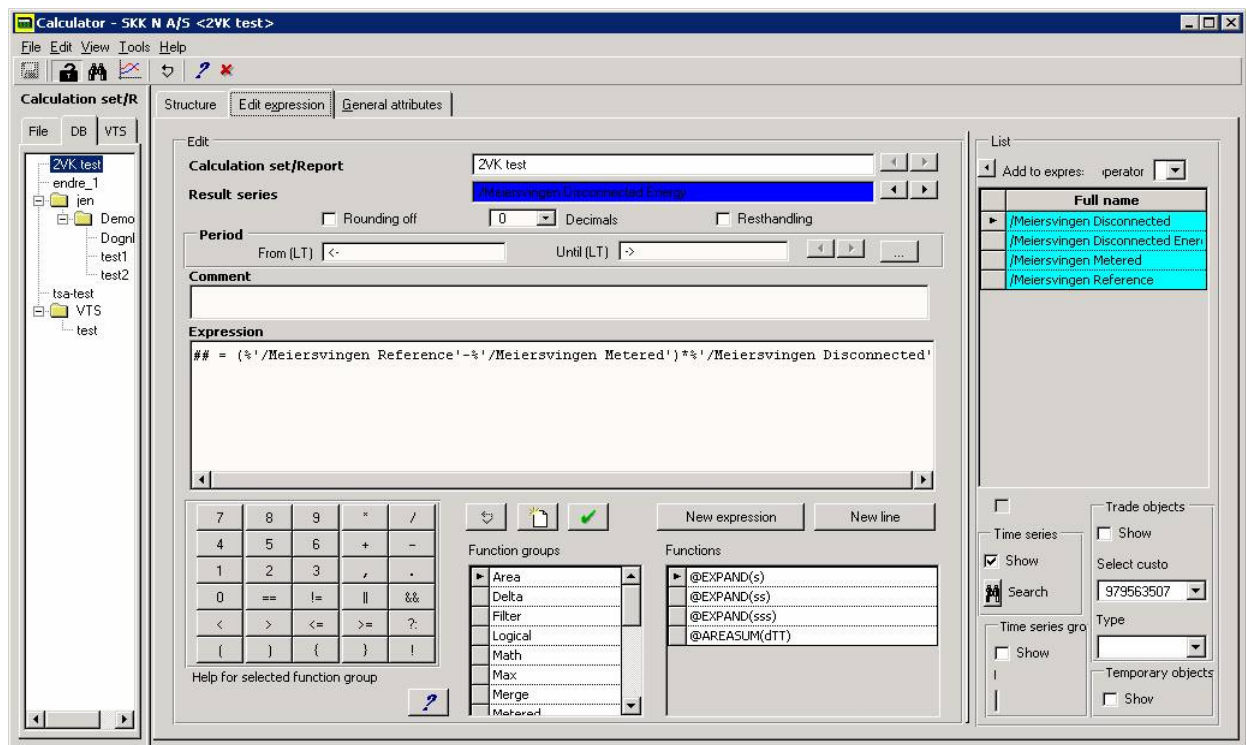 Calculator - SKK N A/S <2VK test>
File Edit View Tools Help
Calculation set/R
File DB VTS
2VK test
endre_1
jen
Demo
Dognl
test1
test2
tsa-test
VTS
test
Structure Edit expression General attributes
Edit
Calculation set/Report 2VK test
Result series /Meiersvingen Disconnected Energy
Rounding off 0 Decimals Resthandling
Period
From (LT) <- Until (LT) -> ...
Comment
Expression
## = (%'/Meiersvingen Reference'-%'/Meiersvingen Metered')*%'/Meiersvingen Disconnected'
7 8 9 * /
4 5 6 + -
1 2 3 , .
0 == != || &&
< > <= >= ?:
( ) { } !
Help for selected function group
?
New expression New line
Function groups
Area
Delta
Filter
Logical
Math
Max
Merge
Metered
Functions
@EXPAND(s)
@EXPAND(ss)
@EXPAND(sss)
@AREASUM(dTT)
List
Add to expres: iperator
Full name
/Meiersvingen Disconnected
/Meiersvingen Disconnected Ener
/Meiersvingen Metered
/Meiersvingen Reference
Time series
Show
Search
Time series gro
Show
Trade objects
Show
Select custo
979563507
Type
Temporary objects
Shov